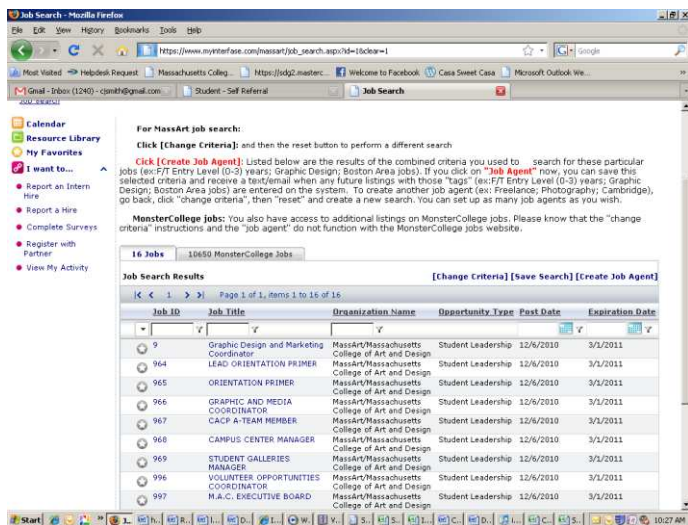 Job Search - Mozilla Firefox
File Edit View History Bookmarks Tools Help
https://www.myinterfase.com/massart/job_search.aspx?id=1&clear=1
Google
Most Visited Helpdesk Request Massachusetts Colleg... https://sdg2.masterc... Welcome to Facebook Casa Sweet Casa Microsoft Outlook We...
Gmail - Inbox (1240) - cjsmith@gmail.com Student - Self Referral Job Search
Job Search
Calendar
Resource Library
My Favorites
I want to...
Report an Intern
Hire
Report a Hire
Complete Surveys
Register with
Partner
View My Activity
For MassArt job search:
Click [Change Criteria]: and then the reset button to perform a different search
Click [Create Job Agent]: Listed below are the results of the combined criteria you used to search for these particular
jobs (ex:F/T Entry Level (0-3) years; Graphic Design; Boston Area jobs). If you click on "Job Agent" now, you can save this
selected criteria and receive a text/email when any future listings with those "tags" (ex:F/T Entry Level (0-3) years; Graphic
Design; Boston Area jobs) are entered on the system. To create another job agent (ex: Freelance; Photography; Cambridge),
go back, click "change criteria", then "reset" and create a new search. You can set up as many job agents as you wish.
MonsterCollege jobs: You also have access to additional listings on MonsterCollege jobs. Please know that the "change
criteria" instructions and the "job agent" do not function with the MonsterCollege jobs website.
16 Jobs 10650 MonsterCollege Jobs
Job Search Results [Change Criteria] [Save Search] [Create Job Agent]
1 Page 1 of 1, items 1 to 16 of 16
Job ID Job Title Organization Name Opportunity Type Post Date Expiration Date
9 Graphic Design and Marketing Coordinator MassArt/Massachusetts College of Art and Design Student Leadership 12/6/2010 3/1/2011
964 LEAD ORIENTATION PRIMER MassArt/Massachusetts College of Art and Design Student Leadership 12/6/2010 3/1/2011
965 ORIENTATION PRIMER MassArt/Massachusetts College of Art and Design Student Leadership 12/6/2010 3/1/2011
966 GRAPHIC AND MEDIA COORDINATOR MassArt/Massachusetts College of Art and Design Student Leadership 12/6/2010 3/1/2011
967 CACP A-TEAM MEMBER MassArt/Massachusetts College of Art and Design Student Leadership 12/6/2010 3/1/2011
968 CAMPUS CENTER MANAGER MassArt/Massachusetts College of Art and Design Student Leadership 12/6/2010 3/1/2011
969 STUDENT GALLERIES MANAGER MassArt/Massachusetts College of Art and Design Student Leadership 12/6/2010 3/1/2011
996 VOLUNTEER OPPORTUNITIES COORDINATOR MassArt/Massachusetts College of Art and Design Student Leadership 12/6/2010 3/1/2011
997 M.A.C. EXECUTIVE BOARD MassArt/Massachusetts College of Art and Design Student Leadership 12/6/2010 3/1/2011
Start 10:27 AM